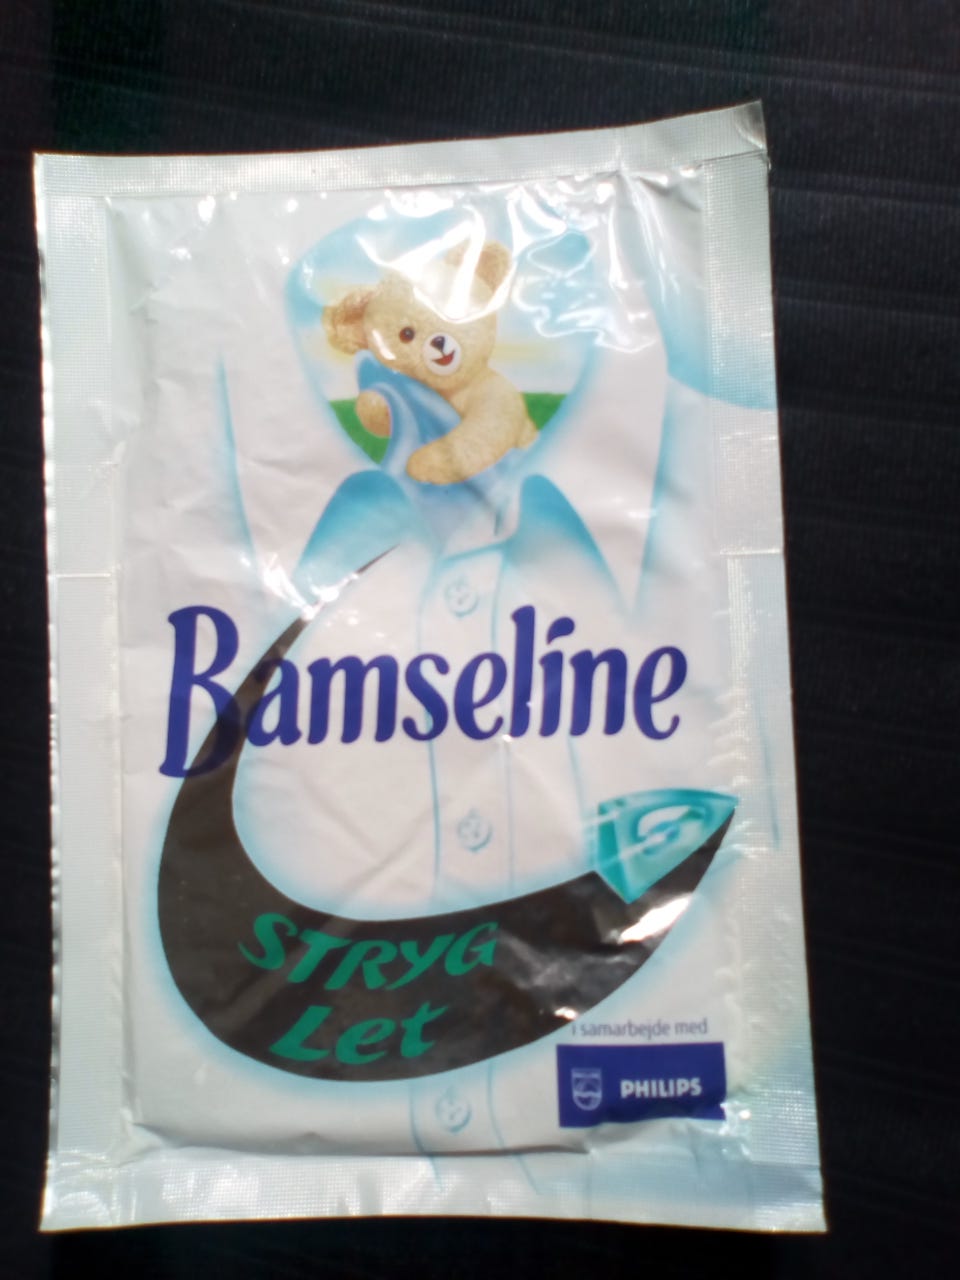 Bamseline
STRYG
Let
i samarbejde med
PHILIPS